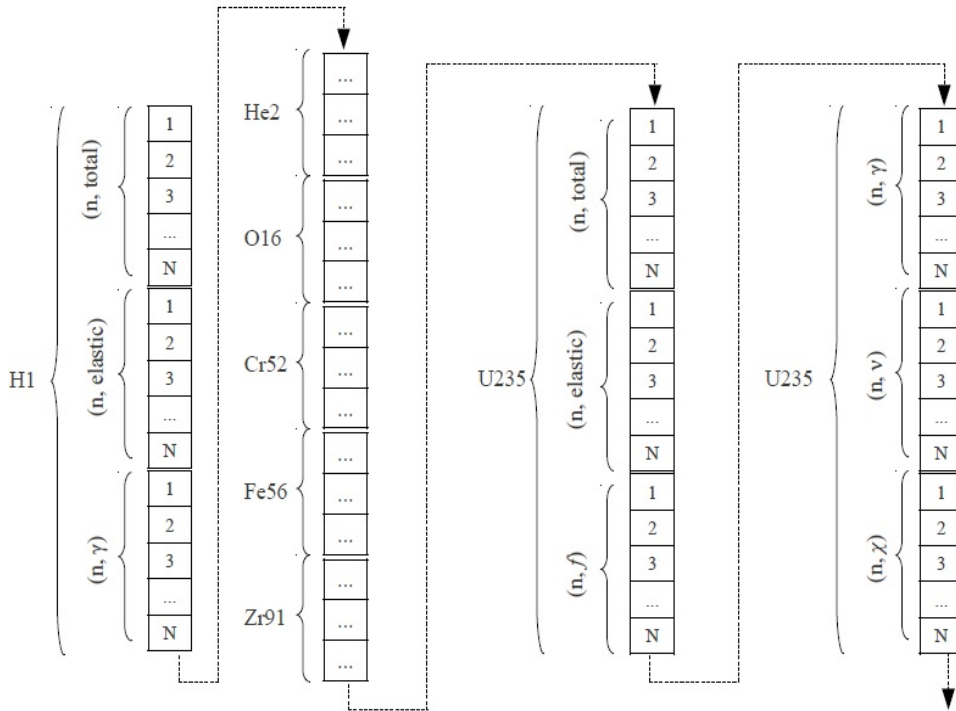 H1
(n, total)
1
2
3
...
N
(n, elastic)
1
2
3
...
N
(n, γ)
1
2
3
...
N
He2
...
...
...
O16
...
...
...
Cr52
...
...
...
Fe56
...
...
...
Zr91
...
...
...
U235
(n, total)
1
2
3
...
N
(n, elastic)
1
2
3
...
N
(n, f)
1
2
3
...
N
U235
(n, γ)
1
2
3
...
N
(n, ν)
1
2
3
...
N
(n, χ)
1
2
3
...
N